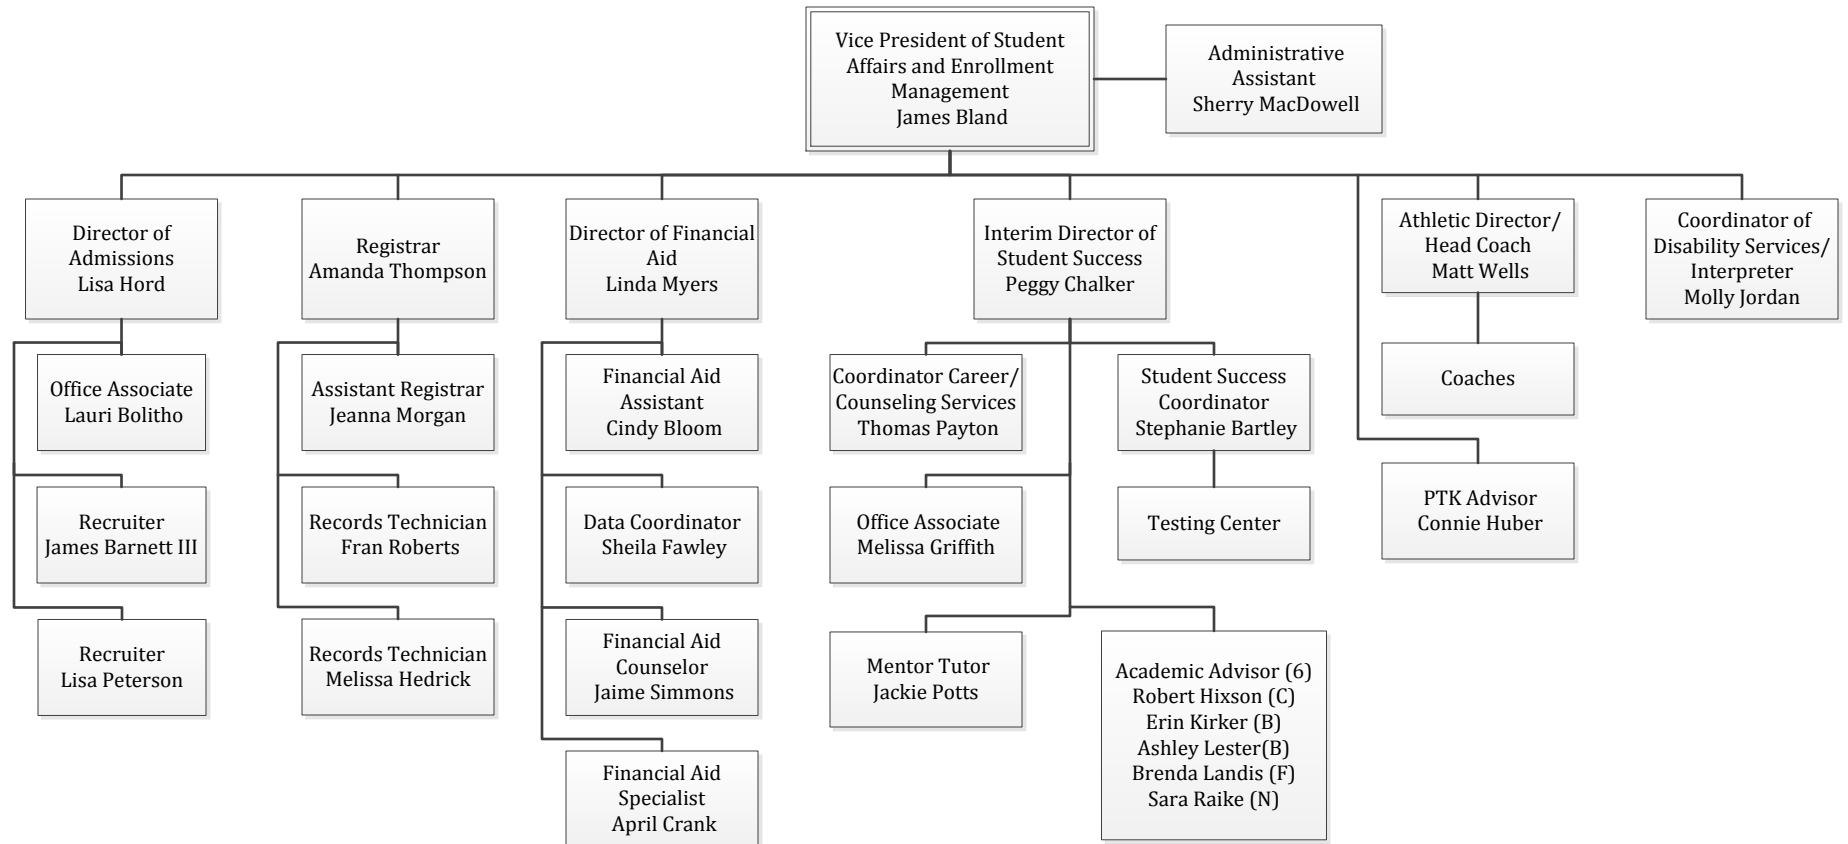 Vice President of Student
Affairs and Enrollment
Management
James Bland
Administrative
Assistant
Sherry MacDowell
Director of
Admissions
Lisa Hord
Registrar
Amanda Thompson
Director of Financial
Aid
Linda Myers
Interim Director of
Student Success
Peggy Chalker
Athletic Director/
Head Coach
Matt Wells
Coordinator of
Disability Services/
Interpreter
Molly Jordan
Office Associate
Lauri Bolitho
Assistant Registrar
Jeanna Morgan
Financial Aid
Assistant
Cindy Bloom
Coordinator Career/
Counseling Services
Thomas Payton
Student Success
Coordinator
Stephanie Bartley
Coaches
Recruiter
James Barnett III
Records Technician
Fran Roberts
Data Coordinator
Sheila Fawley
Office Associate
Melissa Griffith
Testing Center
PTK Advisor
Connie Huber
Recruiter
Lisa Peterson
Records Technician
Melissa Hedrick
Financial Aid
Counselor
Jaime Simmons
Mentor Tutor
Jackie Potts
Academic Advisor (6)
Robert Hixson (C)
Erin Kirker (B)
Ashley Lester(B)
Brenda Landis (F)
Sara Raike (N)
Financial Aid
Specialist
April Crank